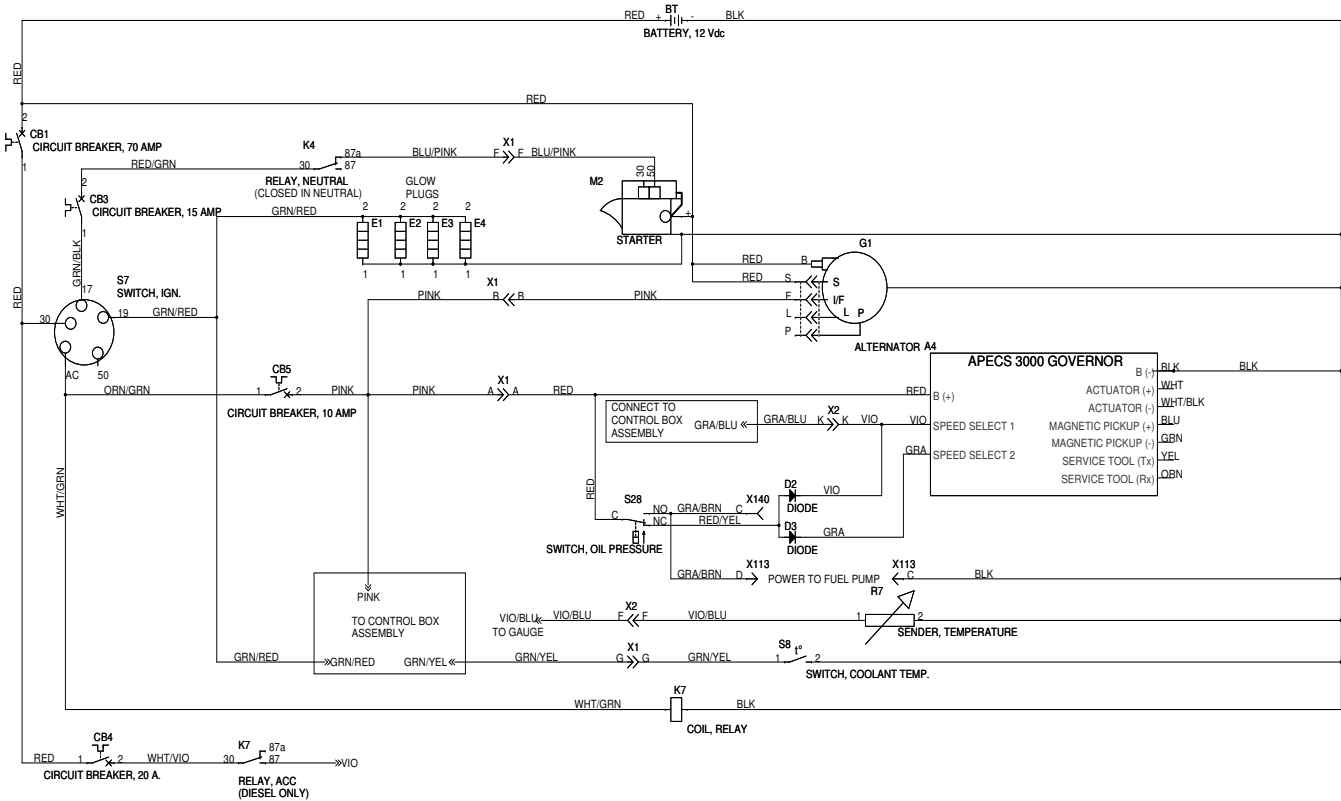 BT
RED + - BLK
BATTERY, 12 Vdc
RED
RED
2
CB1
CIRCUIT BREAKER, 70 AMP
1
K4
87a
BLU/PINK
X1
F F
BLU/PINK
RED/GRN
30
87
RELAY, NEUTRAL
(CLOSED IN NEUTRAL)
GLOW
PLUGS
30
50
M2
+
STARTER
2
CB3
CIRCUIT BREAKER, 15 AMP
1
GRN/RED
2 2 2 2
E1 E2 E3 E4
1 1 1 1
GRN/BLK
G1
RED B
RED S S
S7
SWITCH, IGN.
17
RED
30
19 GRN/RED
AC 50
X1
PINK B B PINK
F I/F
L L P
P
ALTERNATOR A4
APECS 3000 GOVERNOR
B (-) BLK BLK
ACTUATOR (+) WHT
ACTUATOR (-) WHT/BLK
MAGNETIC PICKUP (+) BLU
MAGNETIC PICKUP (-) GRN
SERVICE TOOL (Tx) YEL
SERVICE TOOL (Rx) ORN
RED B (+)
VIO SPEED SELECT 1
GRA SPEED SELECT 2
CB5
ORN/GRN 1 2 PINK PINK
CIRCUIT BREAKER, 10 AMP
X1
A A RED
CONNECT TO
CONTROL BOX
ASSEMBLY
GRA/BLU GRA/BLU
X2
K K VIO
WHT/GRN
RED
D2
VIO
DIODE
S28
C
NO GRA/BRN C
X140
NC RED/YEL
SWITCH, OIL PRESSURE
D3
GRA
DIODE
X113
GRA/BRN D
POWER TO FUEL PUMP
X113
C BLK
R7
PINK
TO CONTROL BOX
ASSEMBLY
VIO/BLU
TO GAUGE
VIO/BLU
X2
F F VIO/BLU
1 2
SENDER, TEMPERATURE
GRN/RED GRN/RED
GRN/YEL GRN/YEL
X1
G G GRN/YEL
S8
t°
1 2
SWITCH, COOLANT TEMP.
K7
WHT/GRN BLK
COIL, RELAY
CB4
RED 1 2 WHT/VIO
CIRCUIT BREAKER, 20 A.
K7
87a
30 87
VIO
RELAY, ACC
(DIESEL ONLY)